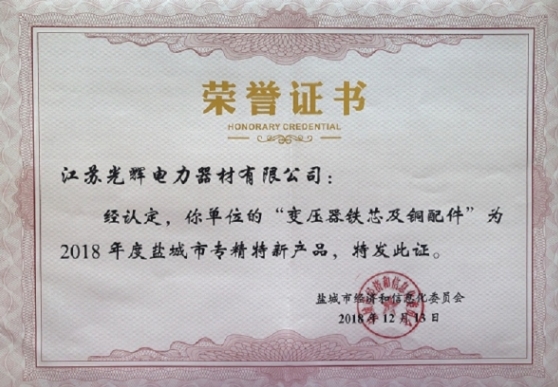 荣誉证书
HONORARY CREDENTIAL
江苏光辉电力器材有限公司：
经认定，你单位的“变压器铁芯及铜配件”为
2018年度盐城市专精特新产品，特发此证。
盐城市经济和信息化委员会
2018年12月13日